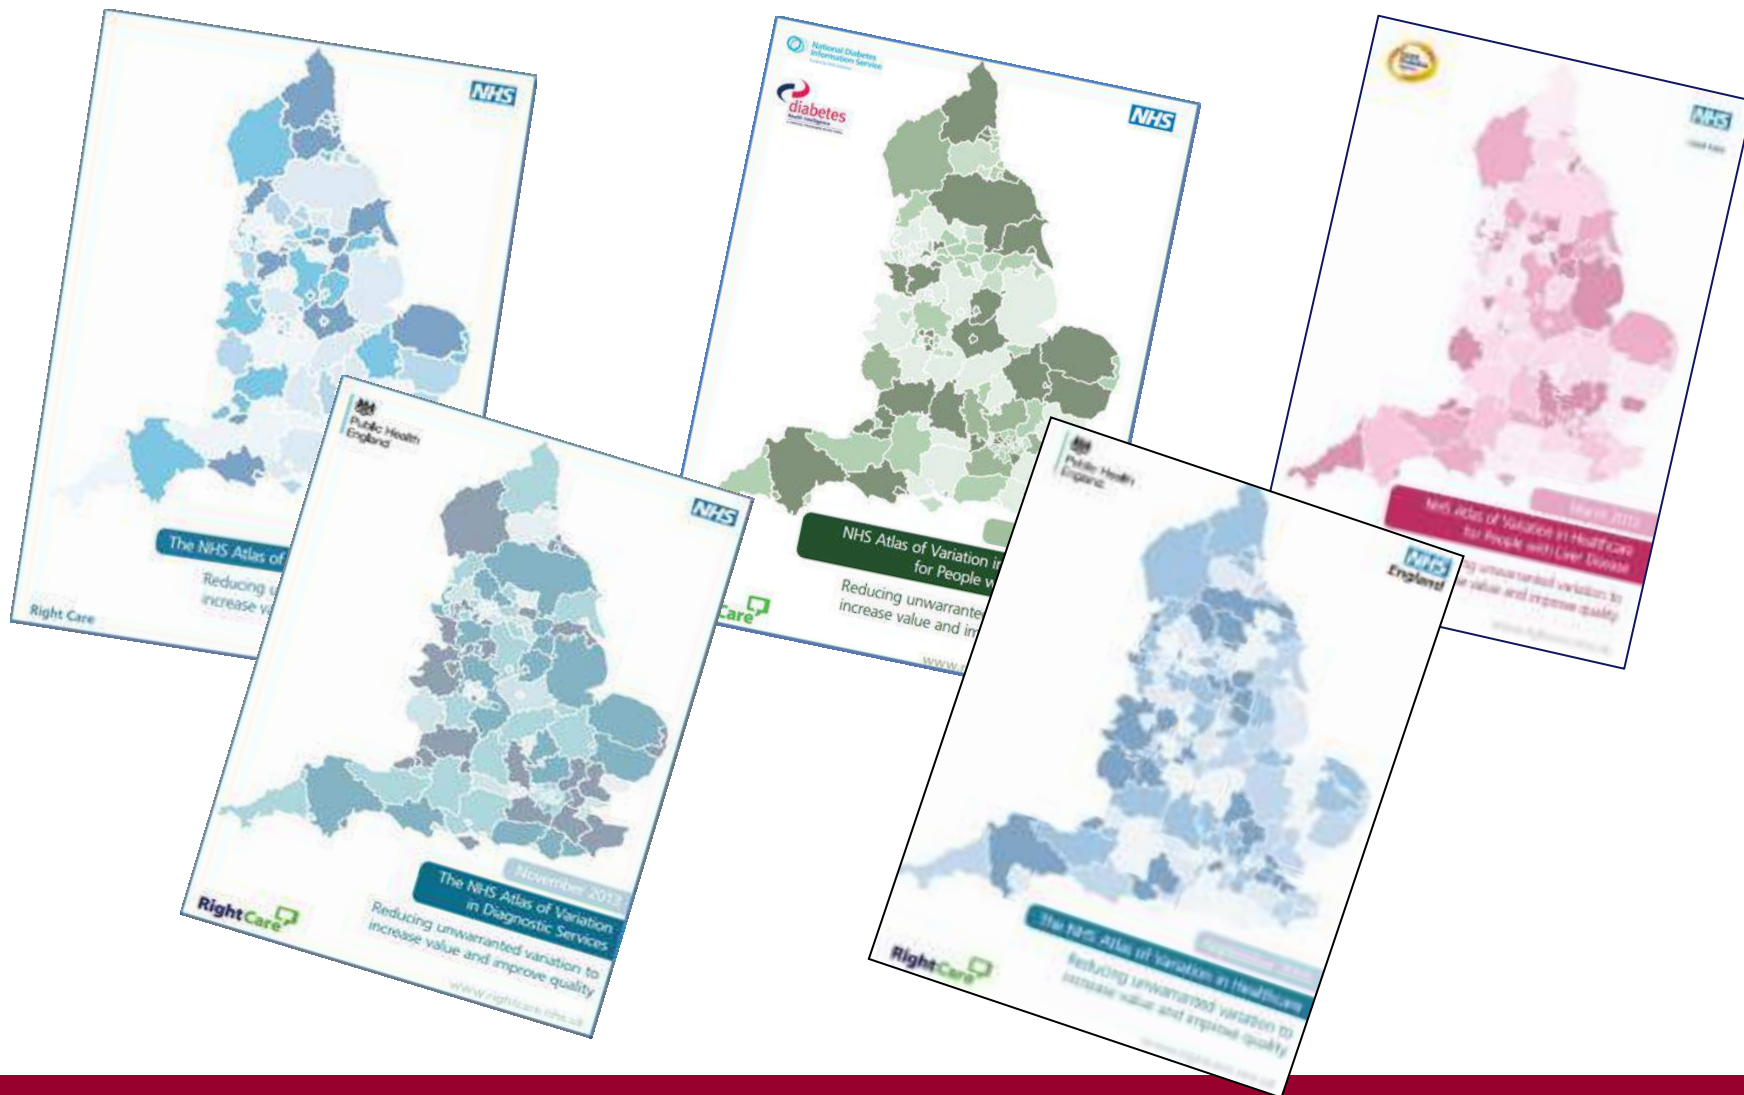 NHS
The NHS Atlas of
Reducing u
increase va
Right Care
National Diabetes
Information Service
diabetes
NHS
NHS Atlas of Variation in
for People w
Reducing unwarrante
increase value and im
Care
www.
NHS
March 2013
NHS Atlas of Variation in Healthcare
for People with Liver Disease
ng unwarranted variation to
value and improve quality
Public Health
England
NHS
November 2013
The NHS Atlas of Variation
in Diagnostic Services
Reducing unwarranted variation to
increase value and improve quality
RightCare
www.rightcare.nhs.uk
Public Health
England
NHS
England
The NHS Atlas of Variation in Healthcare
Reducing unwarranted variation to
increase value and improve quality
RightCare